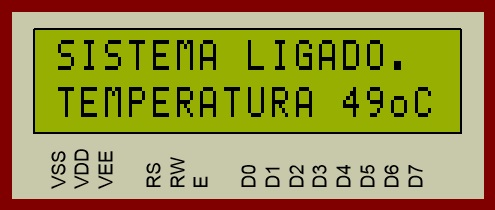 SISTEMA LIGADO.
TEMPERATURA 49oC
VSS
VDD
VEE
RS
RW
E
D0
D1
D2
D3
D4
D5
D6
D7